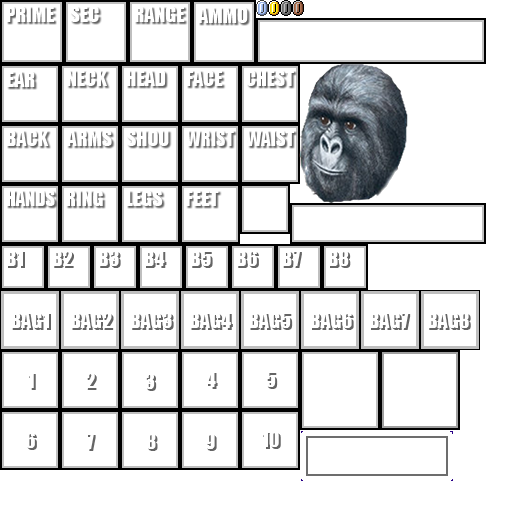 PRIME SEC RANGE AMMO
EAR NECK HEAD FACE CHEST
BACK ARMS SHOU WRIST WAIST
HANDS RING LEGS FEET
B1 B2 B3 B4 B5 B6 B7 B8
BAG1 BAG2 BAG3 BAG4 BAG5 BAG6 BAG7 BAG8
1 2 3 4 5
6 7 8 9 10